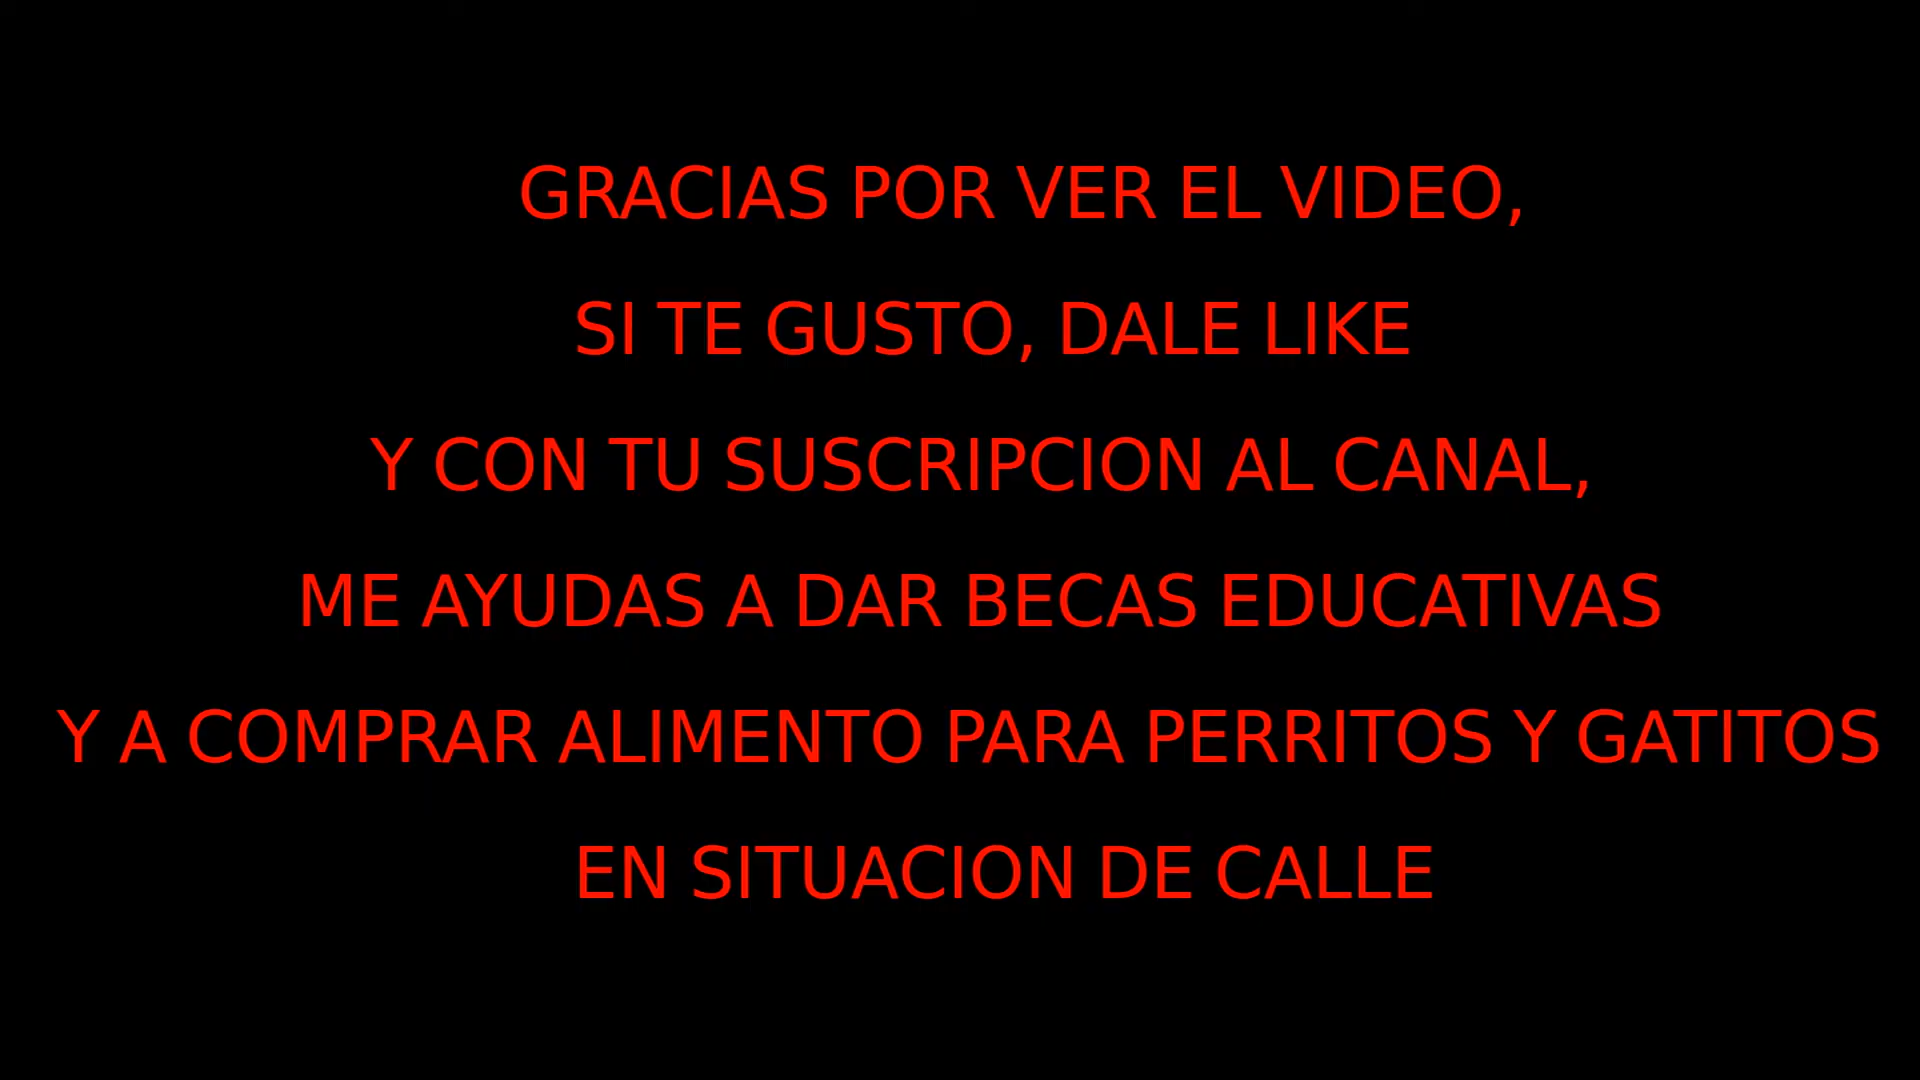 GRACIAS POR VER EL VIDEO,
SI TE GUSTO, DALE LIKE
Y CON TU SUSCRIPCION AL CANAL,
ME AYUDAS A DAR BECAS EDUCATIVAS
Y A COMPRAR ALIMENTO PARA PERRITOS Y GATITOS
EN SITUACION DE CALLE